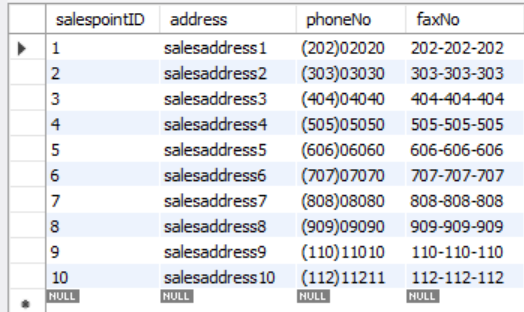 salespointID address phoneNo faxNo
1 salesaddress1 (202)02020 202-202-202
2 salesaddress2 (303)03030 303-303-303
3 salesaddress3 (404)04040 404-404-404
4 salesaddress4 (505)05050 505-505-505
5 salesaddress5 (606)06060 606-606-606
6 salesaddress6 (707)07070 707-707-707
7 salesaddress7 (808)08080 808-808-808
8 salesaddress8 (909)09090 909-909-909
9 salesaddress9 (110)11010 110-110-110
10 salesaddress10 (112)11211 112-112-112
NULL NULL NULL NULL